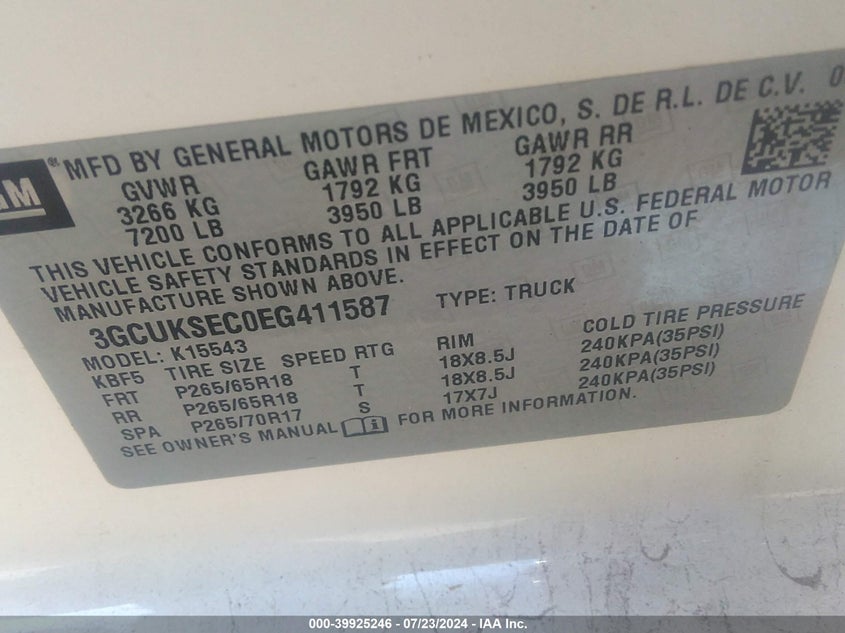 GM ® MFD BY GENERAL MOTORS DE MEXICO, S. DE R.L. DE C.V. 0
GVWR GAWR FRT GAWR RR
3266 KG 1792 KG 1792 KG
7200 LB 3950 LB 3950 LB
THIS VEHICLE CONFORMS TO ALL APPLICABLE U.S. FEDERAL MOTOR
VEHICLE SAFETY STANDARDS IN EFFECT ON THE DATE OF
MANUFACTURE SHOWN ABOVE.
3GCUKSEC0EG411587 TYPE: TRUCK
MODEL: K15543
KBF5 TIRE SIZE SPEED RTG RIM COLD TIRE PRESSURE
FRT P265/65R18 T 18X8.5J 240KPA(35PSI)
RR P265/65R18 T 18X8.5J 240KPA(35PSI)
SPA P265/70R17 S 17X7J 240KPA(35PSI)
SEE OWNER'S MANUAL FOR MORE INFORMATION.
000-39925246 - 07/23/2024 - IAA Inc.